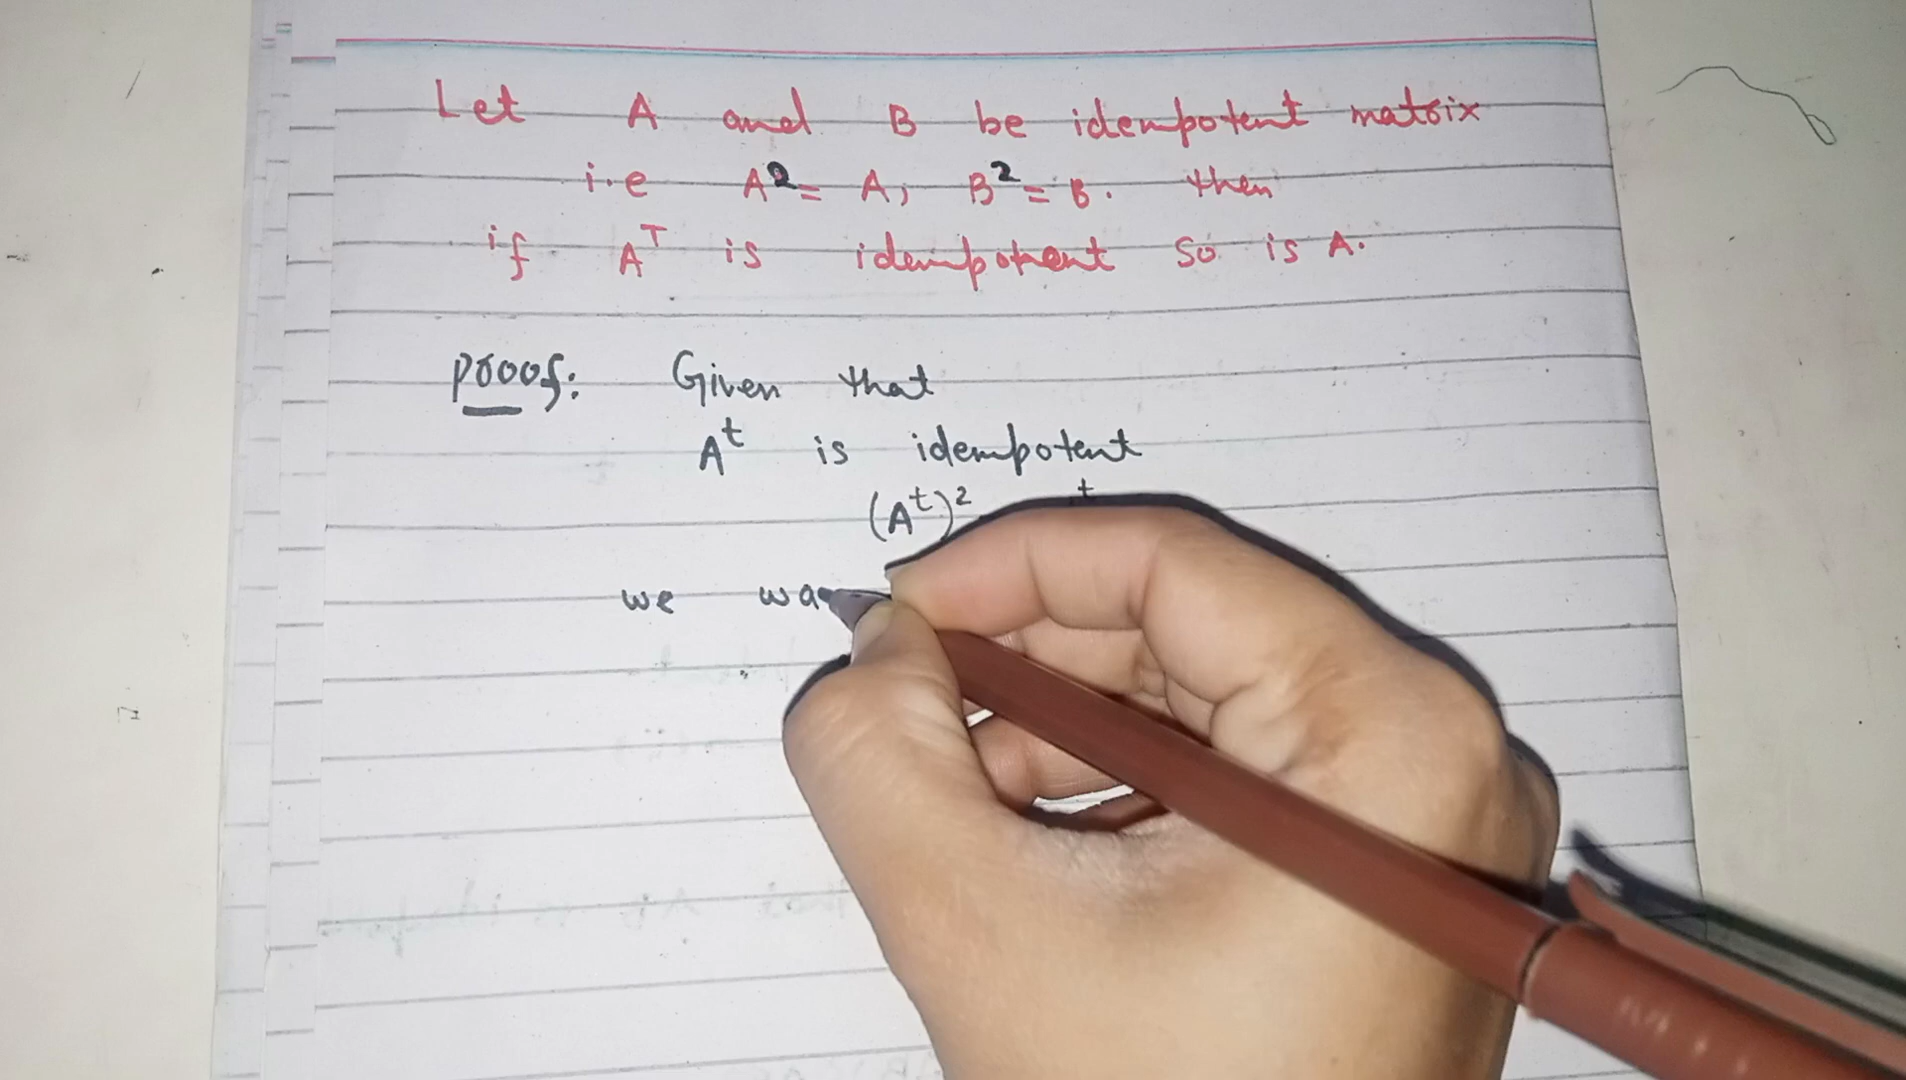 Let A and B be idempotent matrix
i.e A² = A, B² = B. then
if Aᵀ is idempotent so is A.
Proof: Given that
Aᵗ is idempotent
(Aᵗ)² t
we wa